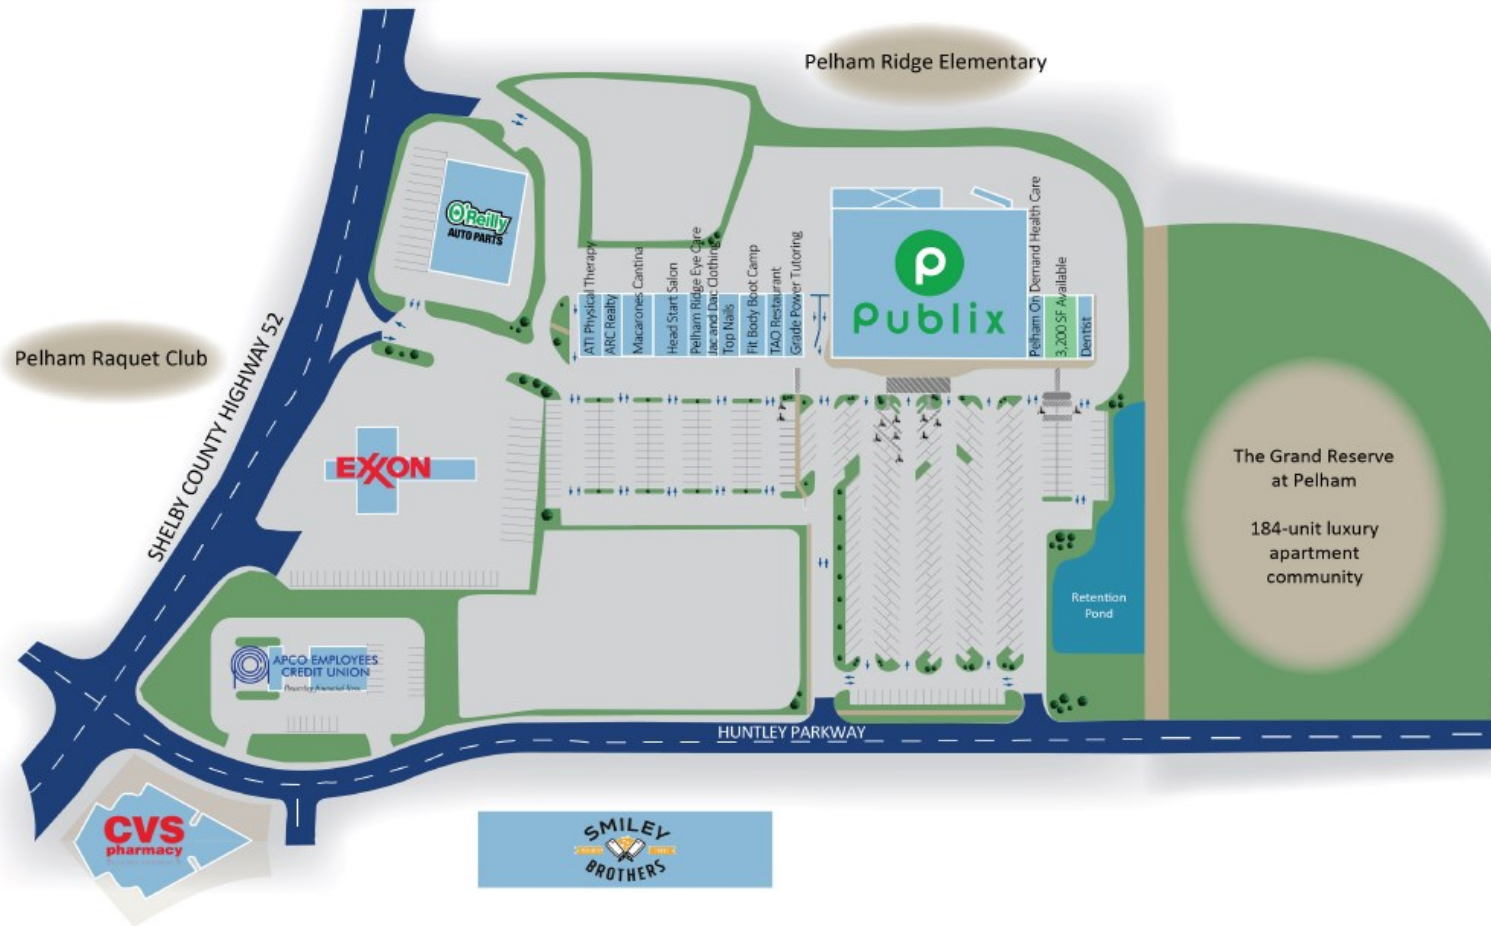 Pelham Ridge Elementary
O'Reilly
AUTO PARTS
Pelham Raquet Club
SHELBY COUNTY HIGHWAY 52
ATI Physical Therapy
ARC Realty
Macarones Cantina
Head Start Salon
Pelham Ridge Eye Care
Jac and Dac Clothing
Top Nails
Fit Body Boot Camp
TAO Restaurant
Grade Power Tutoring
Publix
Pelham On Demand Health Care
3,200 SF Available
Dentist
EXXON
The Grand Reserve
at Pelham
184-unit luxury
apartment
community
Retention
Pond
APCO EMPLOYEES
CREDIT UNION
HUNTLEY PARKWAY
CVS
pharmacy
SMILEY
BROTHERS